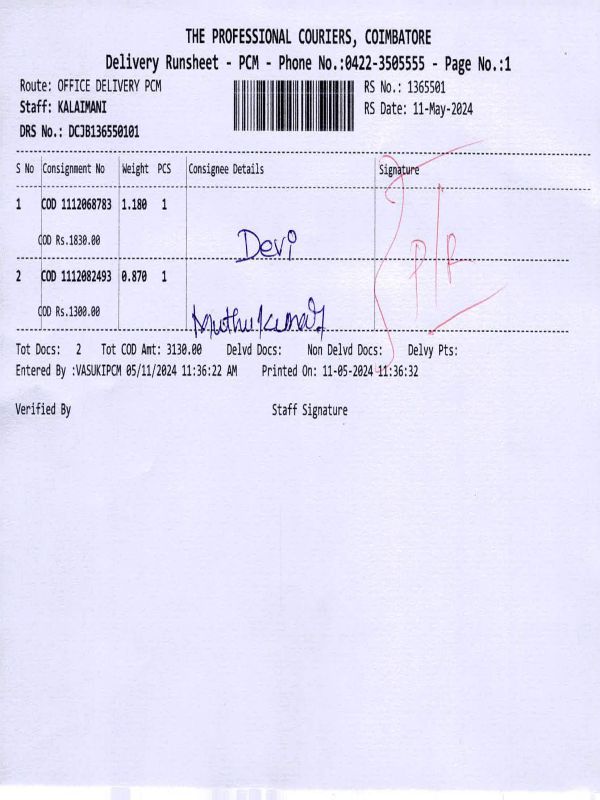 THE PROFESSIONAL COURIERS, COIMBATORE
Delivery Runsheet - PCM - Phone No.:0422-3505555 - Page No.:1
Route: OFFICE DELIVERY PCM RS No.: 1365501
Staff: KALAIMANI RS Date: 11-May-2024
DRS No.: DCJB136550101
S No Consignment No Weight PCS Consignee Details Signature
1 COD 1112068783 1.180 1
COD Rs.1830.00 Devi P/R
2 COD 1112082493 0.870 1
COD Rs.1300.00 Muthukumar
Tot Docs: 2 Tot COD Amt: 3130.00 Delvd Docs: Non Delvd Docs: Delvy Pts:
Entered By :VASUKIPCM 05/11/2024 11:36:22 AM Printed On: 11-05-2024 11:36:32
Verified By Staff Signature